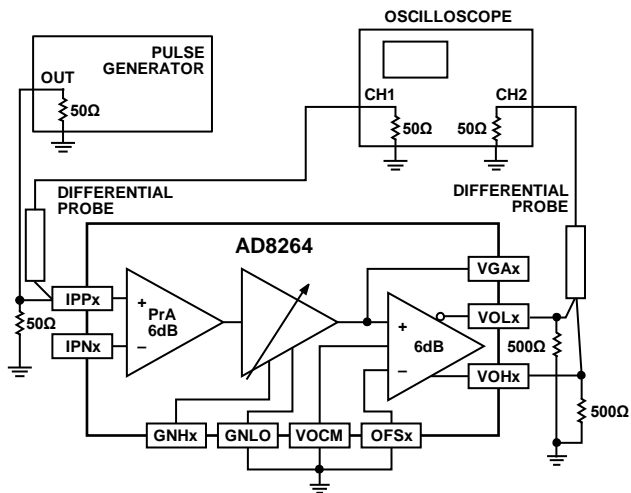 OSCILLOSCOPE
PULSE
GENERATOR
OUT
50Ω
CH1
50Ω
CH2
50Ω
DIFFERENTIAL
PROBE
DIFFERENTIAL
PROBE
AD8264
VGAx
IPPx
+
PrA
6dB
–
IPNx
50Ω
+
6dB
–
VOLx
VOHx
500Ω
500Ω
GNHx
GNLO
VOCM
OFSx